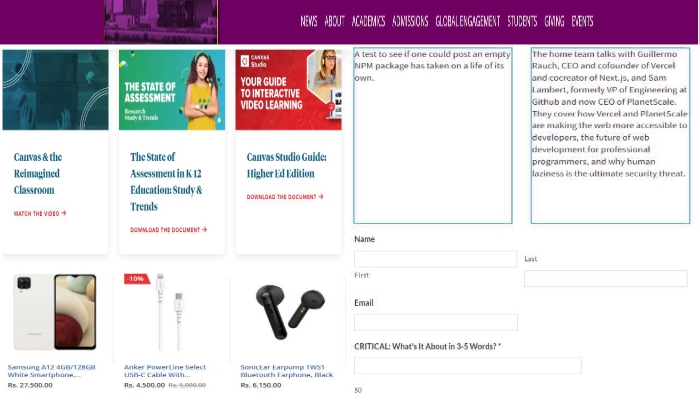 NEWS ABOUT ACADEMICS ADMISSIONS GLOBAL ENGAGEMENT STUDENTS GIVING EVENTS
THE STATE OF
ASSESSMENT
Research
Study & Trends
CANVAS
Studio
YOUR GUIDE
TO INTERACTIVE
VIDEO LEARNING
Canvas & the
Reimagined
Classroom
WATCH THE VIDEO →
The State of
Assessment in K-12
Education: Study &
Trends
DOWNLOAD THE DOCUMENT →
Canvas Studio Guide:
Higher Ed Edition
DOWNLOAD THE DOCUMENT →
A test to see if one could post an empty
NPM package has taken on a life of its
own.
The home team talks with Guillermo
Rauch, CEO and cofounder of Vercel
and cocreator of Next.js, and Sam
Lambert, formerly VP of Engineering at
Github and now CEO of PlanetScale.
They cover how Vercel and PlanetScale
are making the web more accessible to
developers, the future of web
development for professional
programmers, and why human
laziness is the ultimate security threat.
Samsung A12 4GB/128GB
White Smartphone,...
Rs. 27,500.00
-10%
Anker PowerLine Select
USB-C Cable With...
Rs. 4,500.00 Rs. 5,000.00
SonicEar Earpump TWS1
Bluetooth Earphone, Black
Rs. 6,150.00
Name
First
Last
Email
CRITICAL: What's It About in 3-5 Words? *
50